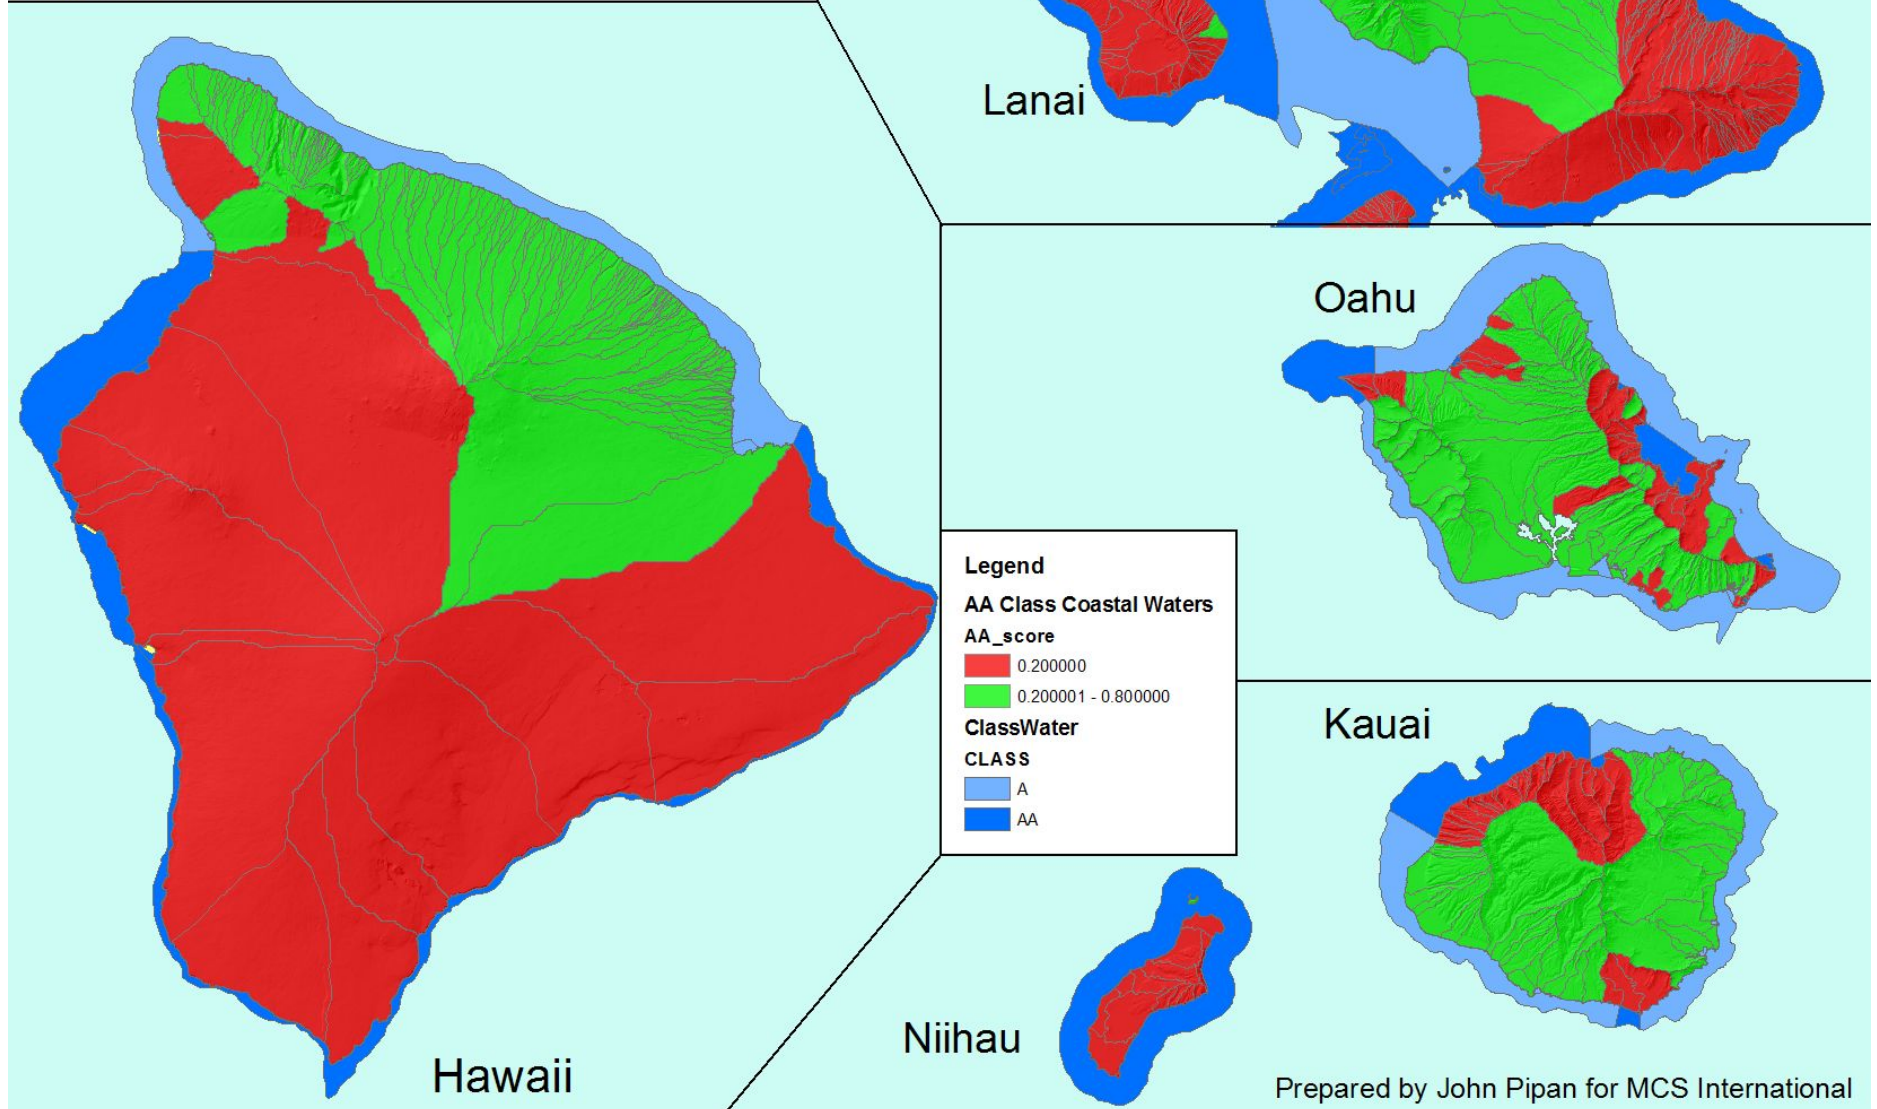 Lanai
Oahu
Legend
AA Class Coastal Waters
AA_score
0.200000
0.200001 - 0.800000
ClassWater
CLASS
A
AA
Kauai
Niihau
Hawaii
Prepared by John Pipan for MCS International